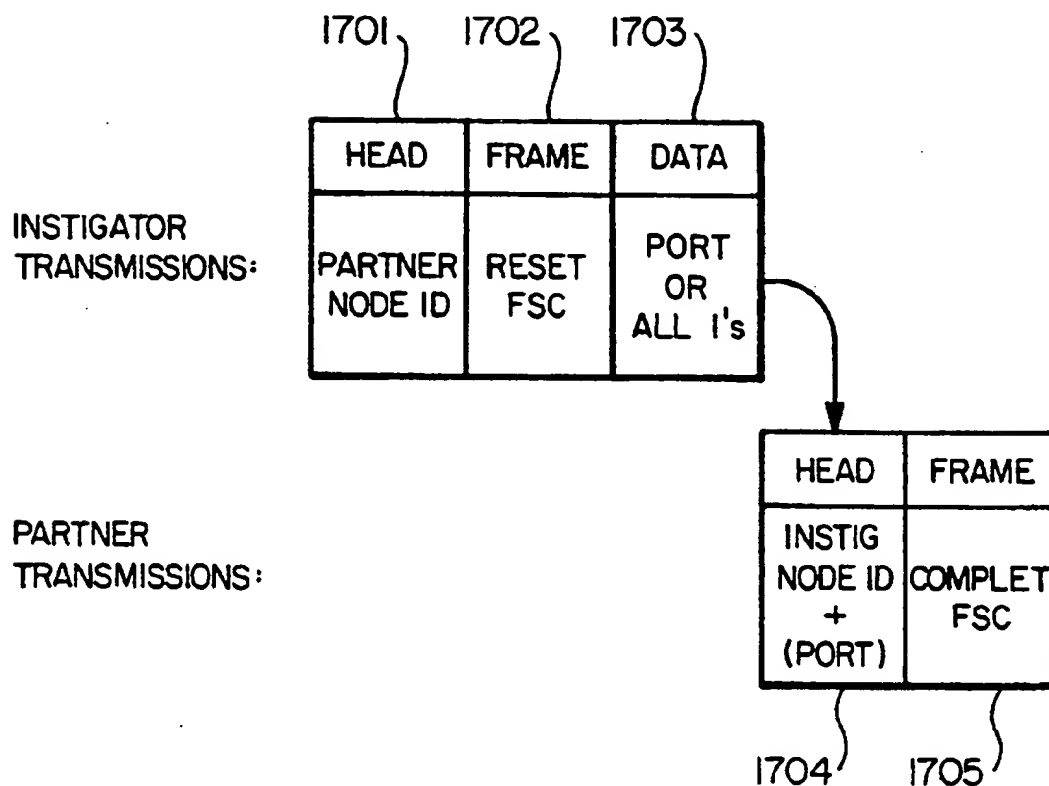 1701 1702 1703
HEAD FRAME DATA
INSTIGATOR
TRANSMISSIONS:
PARTNER
NODE ID
RESET
FSC
PORT
OR
ALL 1's
HEAD FRAME
PARTNER
TRANSMISSIONS:
INSTIG
NODE ID
+
(PORT)
COMPLET
FSC
1704 1705